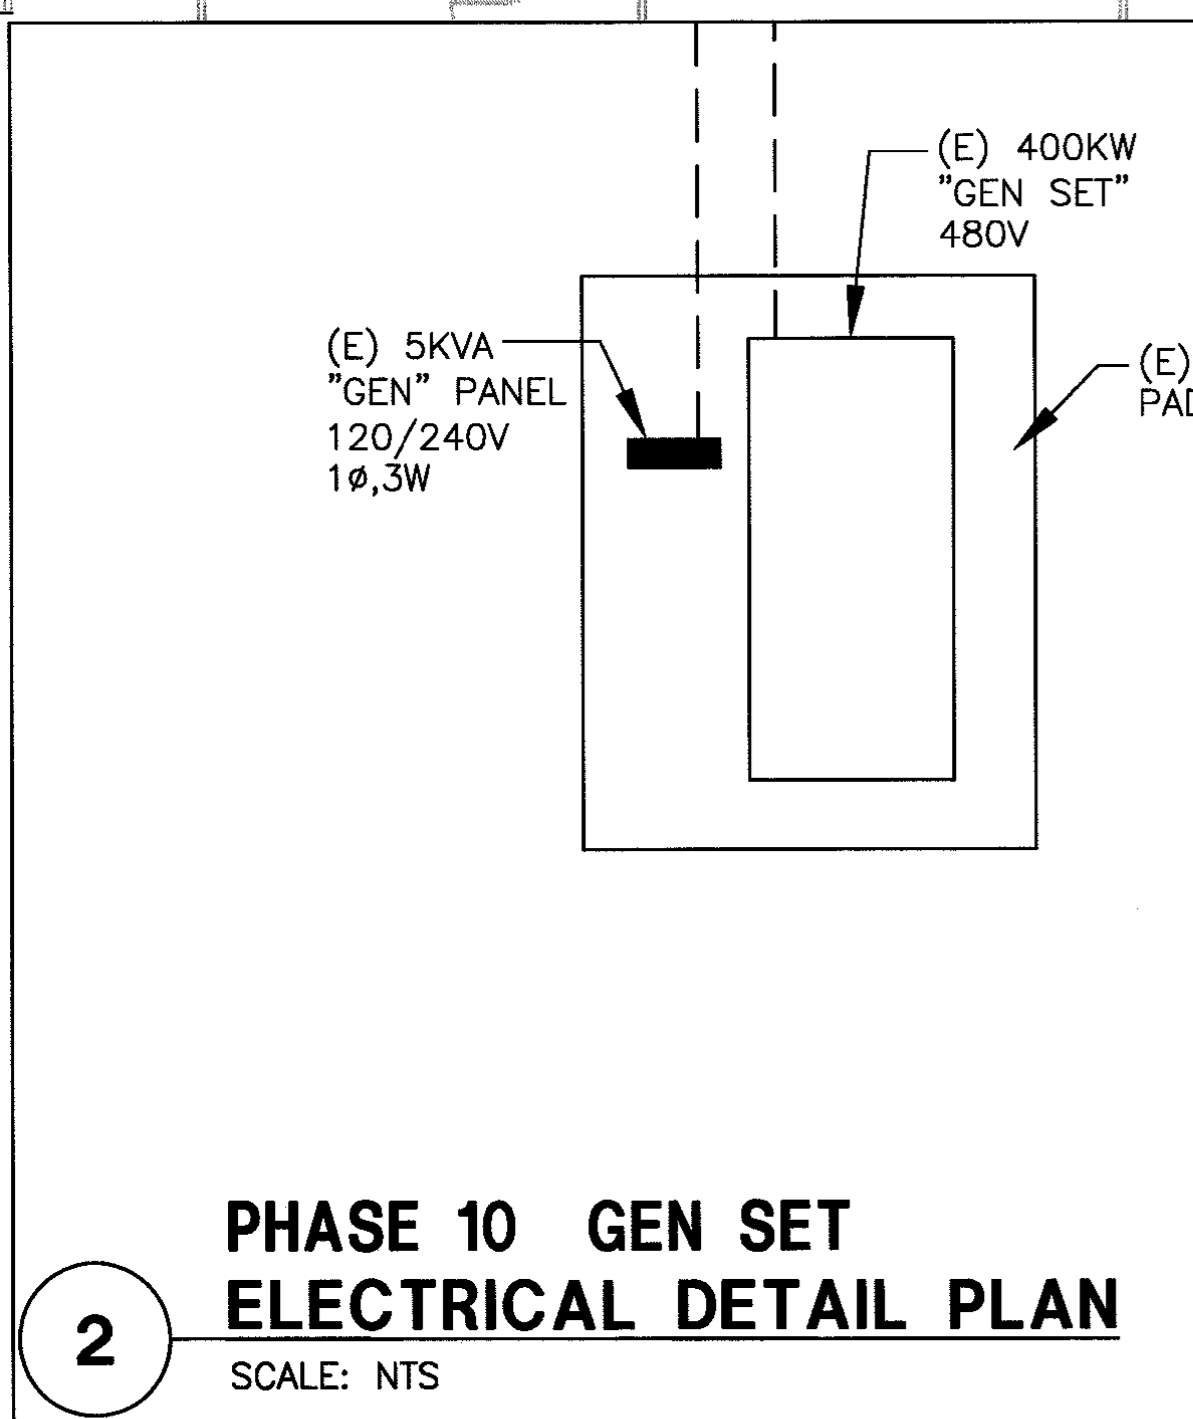 (E) 400KW
"GEN SET"
480V
(E) 5KVA
"GEN" PANEL
120/240V
1ø,3W
(E)
PHASE 10 GEN SET
ELECTRICAL DETAIL PLAN
2
SCALE: NTS